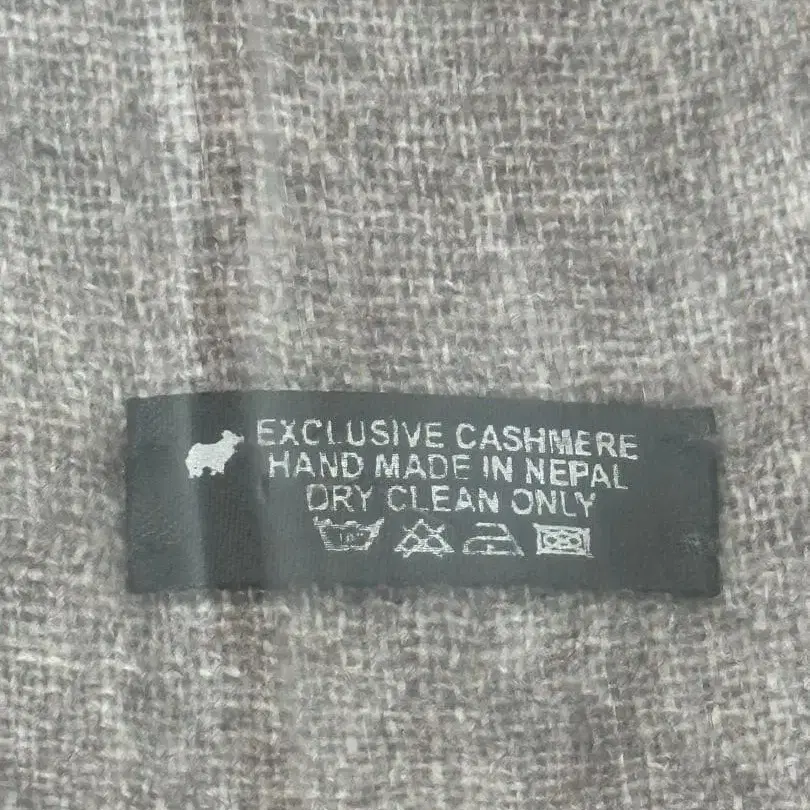 EXCLUSIVE CASHMERE
HAND MADE IN NEPAL
DRY CLEAN ONLY